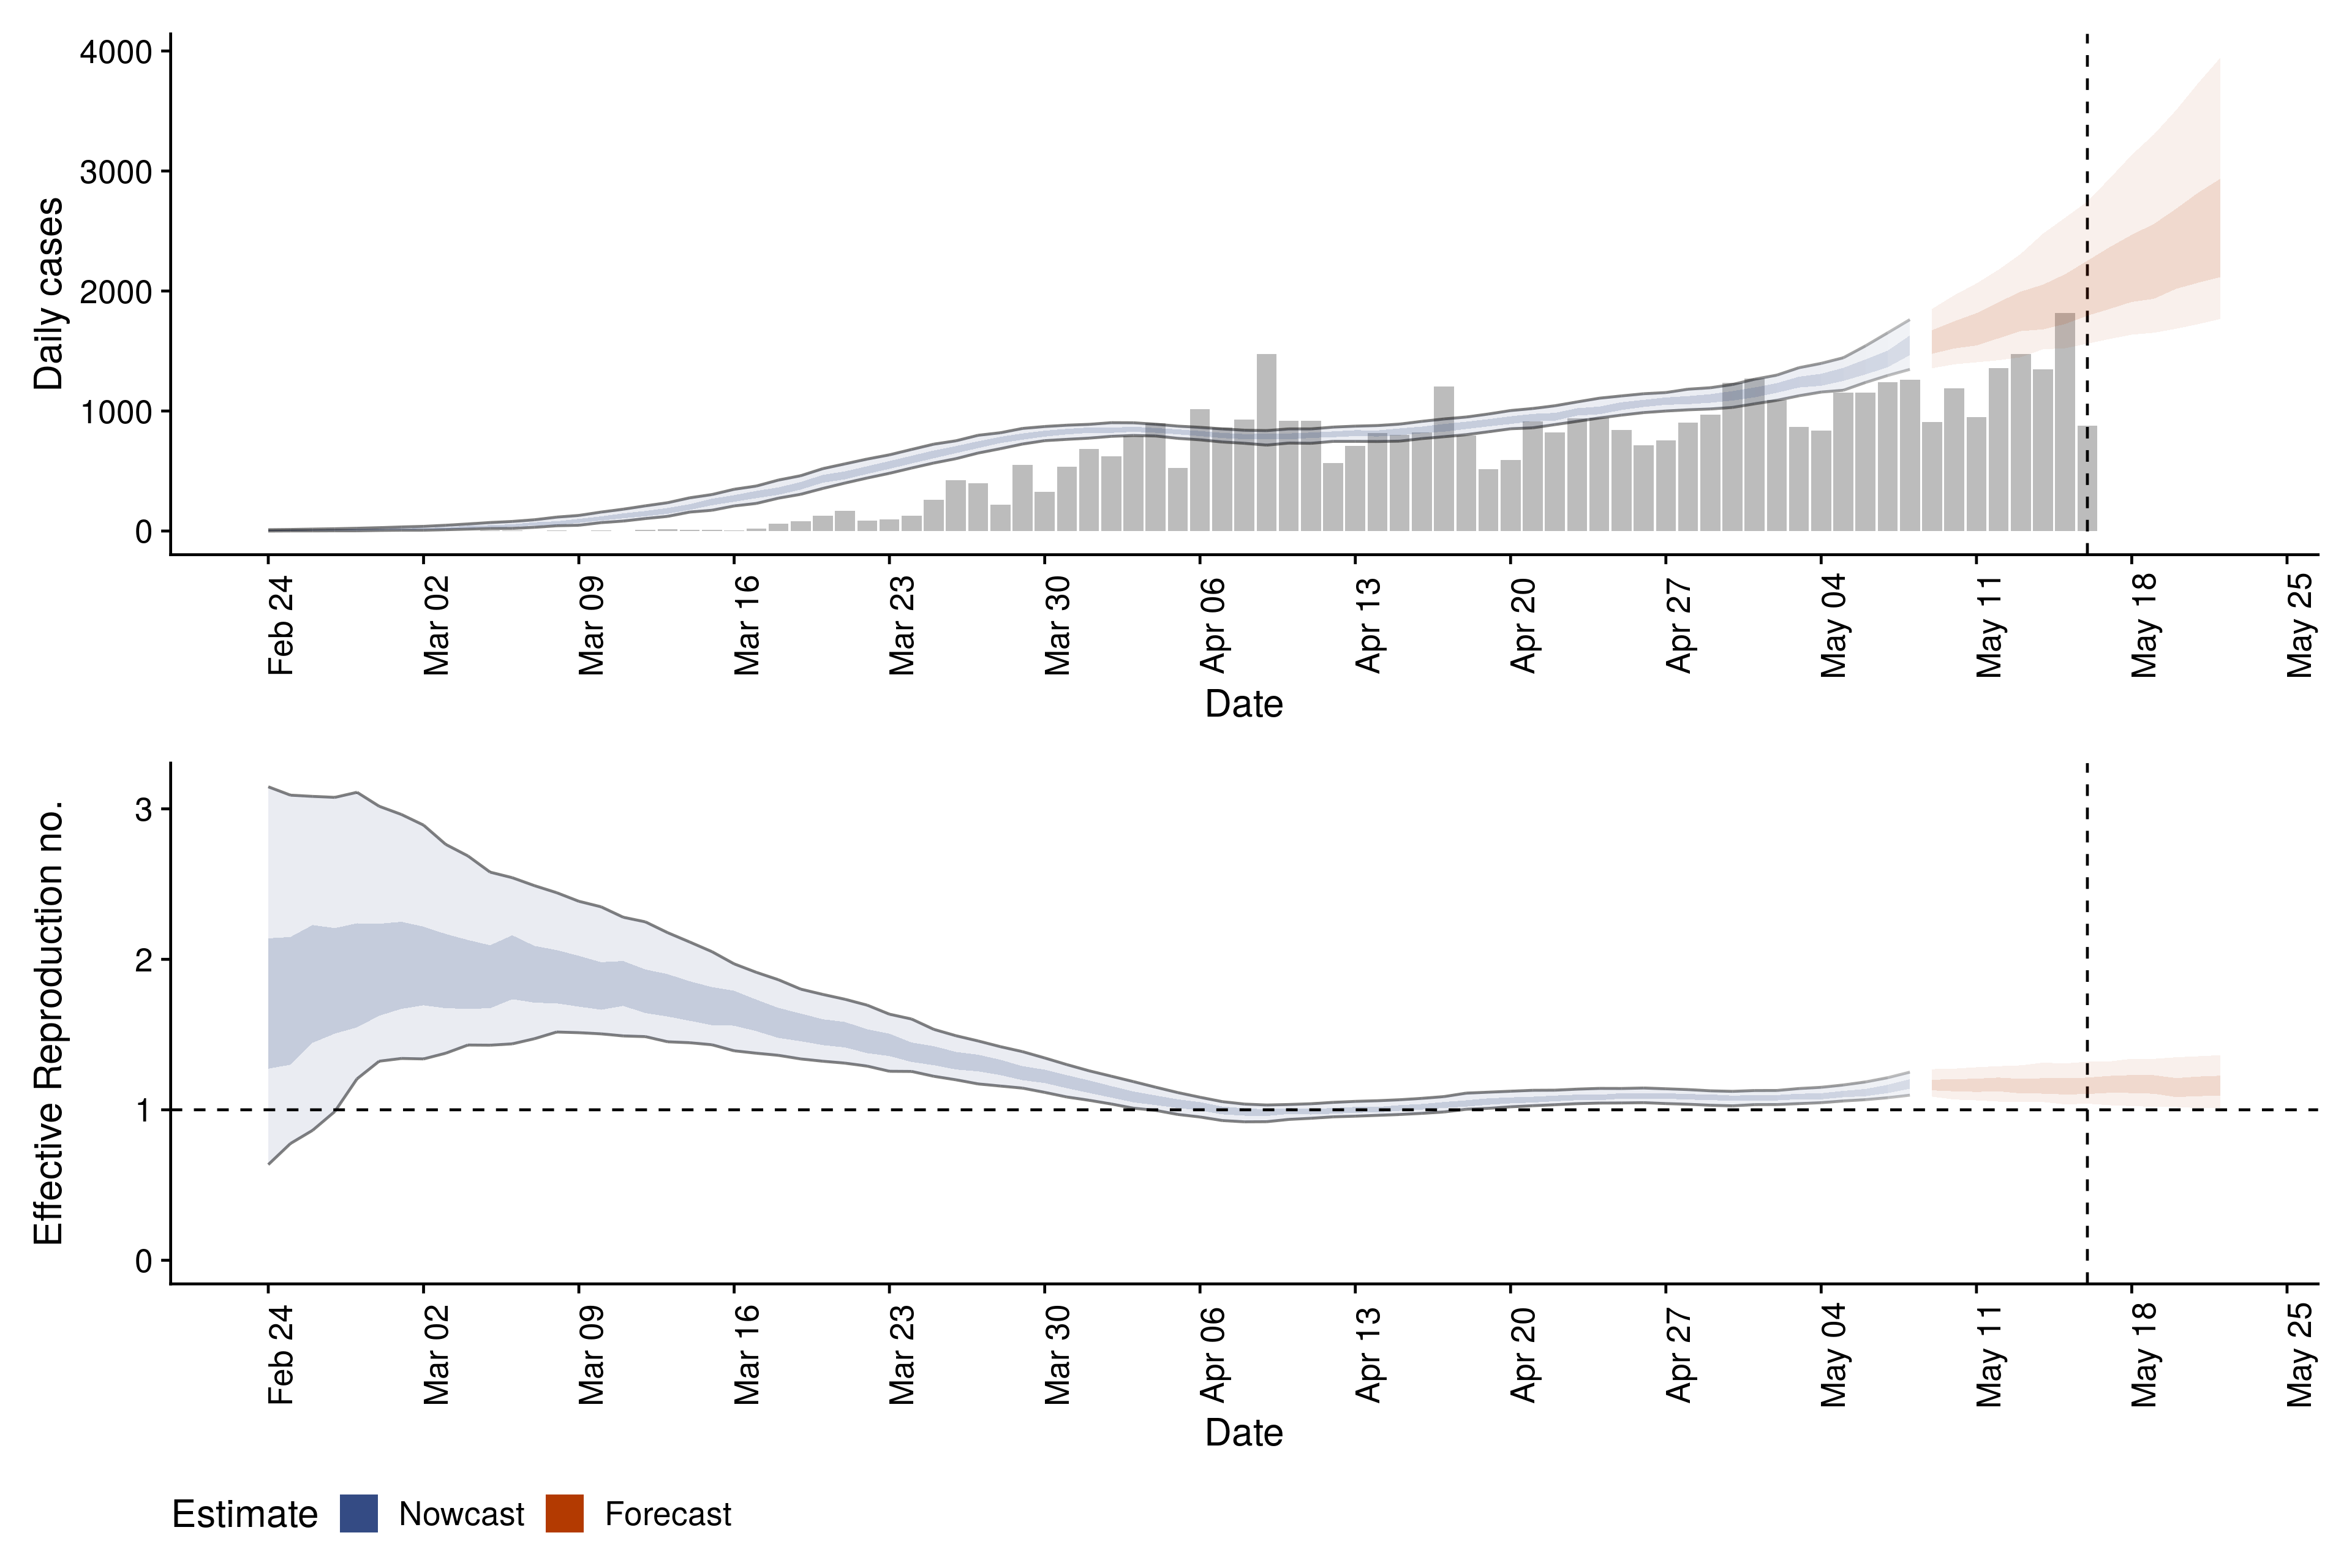 4000
3000
2000
1000
0
Daily cases
Feb 24
Mar 02
Mar 09
Mar 16
Mar 23
Mar 30
Apr 06
Apr 13
Apr 20
Apr 27
May 04
May 11
May 18
May 25
Date
3
2
1
0
Effective Reproduction no.
Feb 24
Mar 02
Mar 09
Mar 16
Mar 23
Mar 30
Apr 06
Apr 13
Apr 20
Apr 27
May 04
May 11
May 18
May 25
Date
Estimate Nowcast Forecast